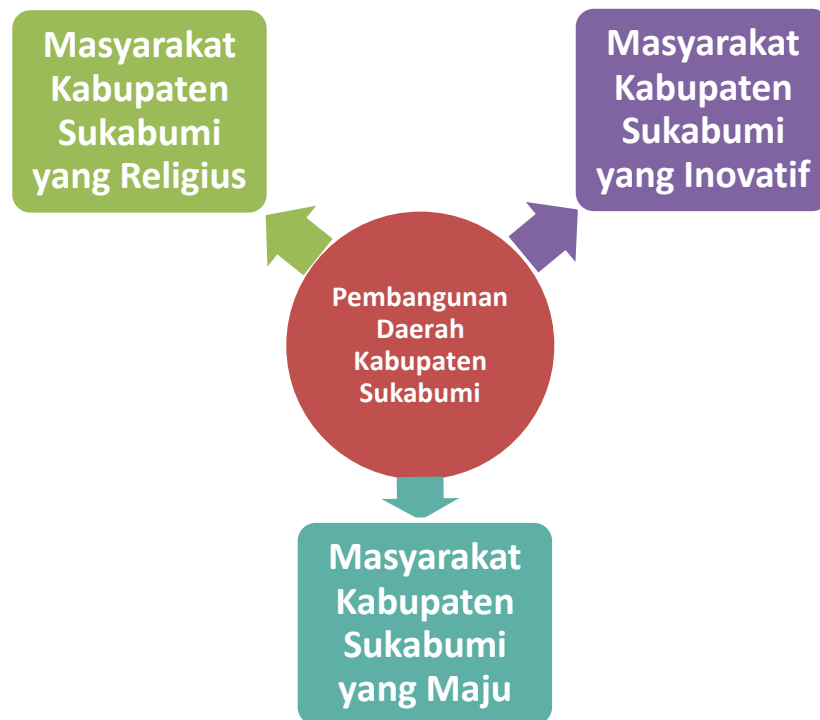 Masyarakat
Kabupaten
Sukabumi
yang Religius
Masyarakat
Kabupaten
Sukabumi
yang Inovatif
Pembangunan
Daerah
Kabupaten
Sukabumi
Masyarakat
Kabupaten
Sukabumi
yang Maju